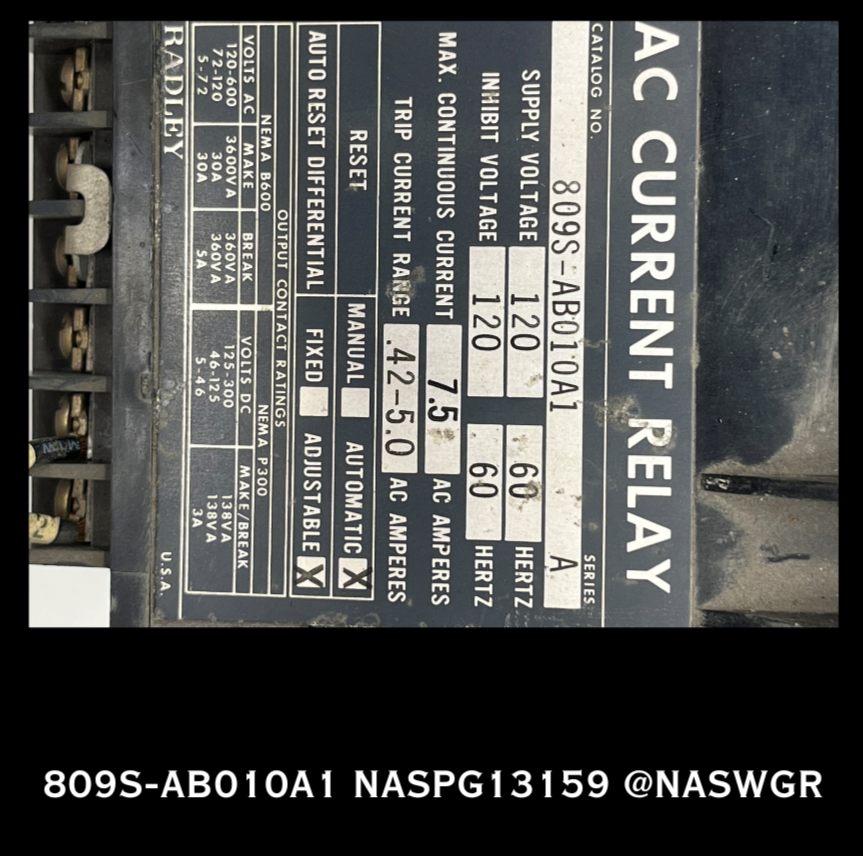 AC CURRENT RELAY
CATALOG NO. SERIES
809S-AB010A1 A
SUPPLY VOLTAGE 120 60 HERTZ
INHIBIT VOLTAGE 120 60 HERTZ
MAX. CONTINUOUS CURRENT 7.5 AC AMPERES
TRIP CURRENT RANGE .42-5.0 AC AMPERES
RESET MANUAL AUTOMATIC X
AUTO RESET DIFFERENTIAL FIXED ADJUSTABLE X
OUTPUT CONTACT RATINGS
NEMA B600 NEMA P300
VOLTS AC MAKE BREAK VOLTS DC MAKE/BREAK
120-600 3600VA 360VA 125-300 138VA
72-120 30A 360VA 46-125 138VA
5-72 30A 5A 5-46 3A
RADLEY U.S.A.
809S-AB010A1 NASPG13159 @NASWGR